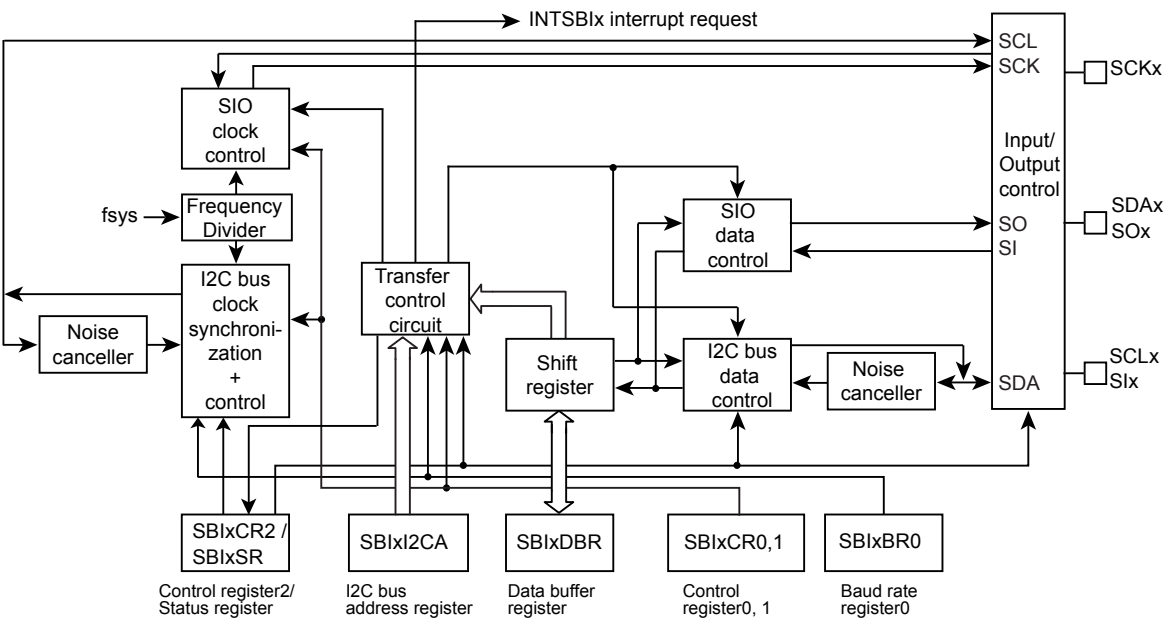 INTSBIx interrupt request
SCL
SCK
SCKx
SIO
clock
control
Input/
Output
control
fsys
Frequency
Divider
SIO
data
control
SO
SI
SDAx
SOx
I2C bus
clock
synchroni-
zation
+
control
Transfer
control
circuit
Noise
canceller
Shift
register
I2C bus
data
control
Noise
canceller
SDA
SCLx
SIx
SBIxCR2 /
SBIxSR
SBIxI2CA
SBIxDBR
SBIxCR0,1
SBIxBR0
Control register2/
Status register
I2C bus
address register
Data buffer
register
Control
register0, 1
Baud rate
register0